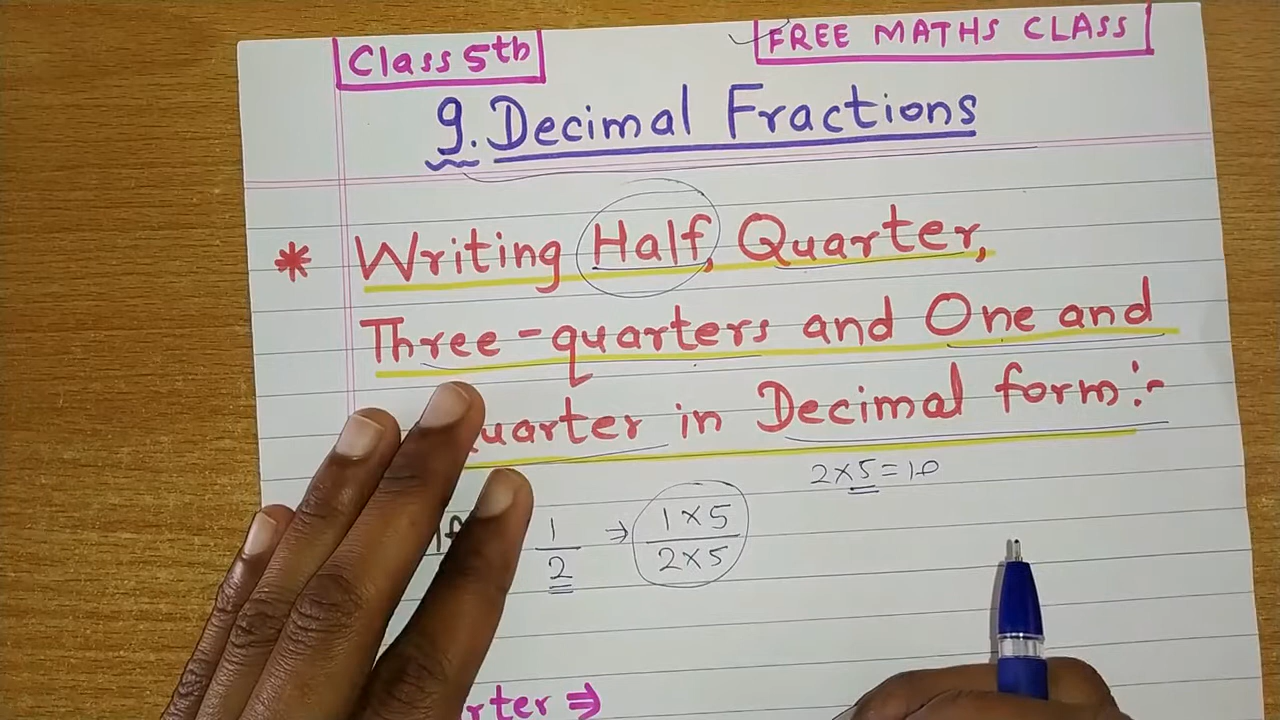 Class 5th
FREE MATHS CLASS
9. Decimal Fractions
* Writing Half, Quarter,
Three-quarters and One and
Quarter in Decimal form:-
2×5=10
1/2 ⇒ 1×5/2×5
rter ⇒